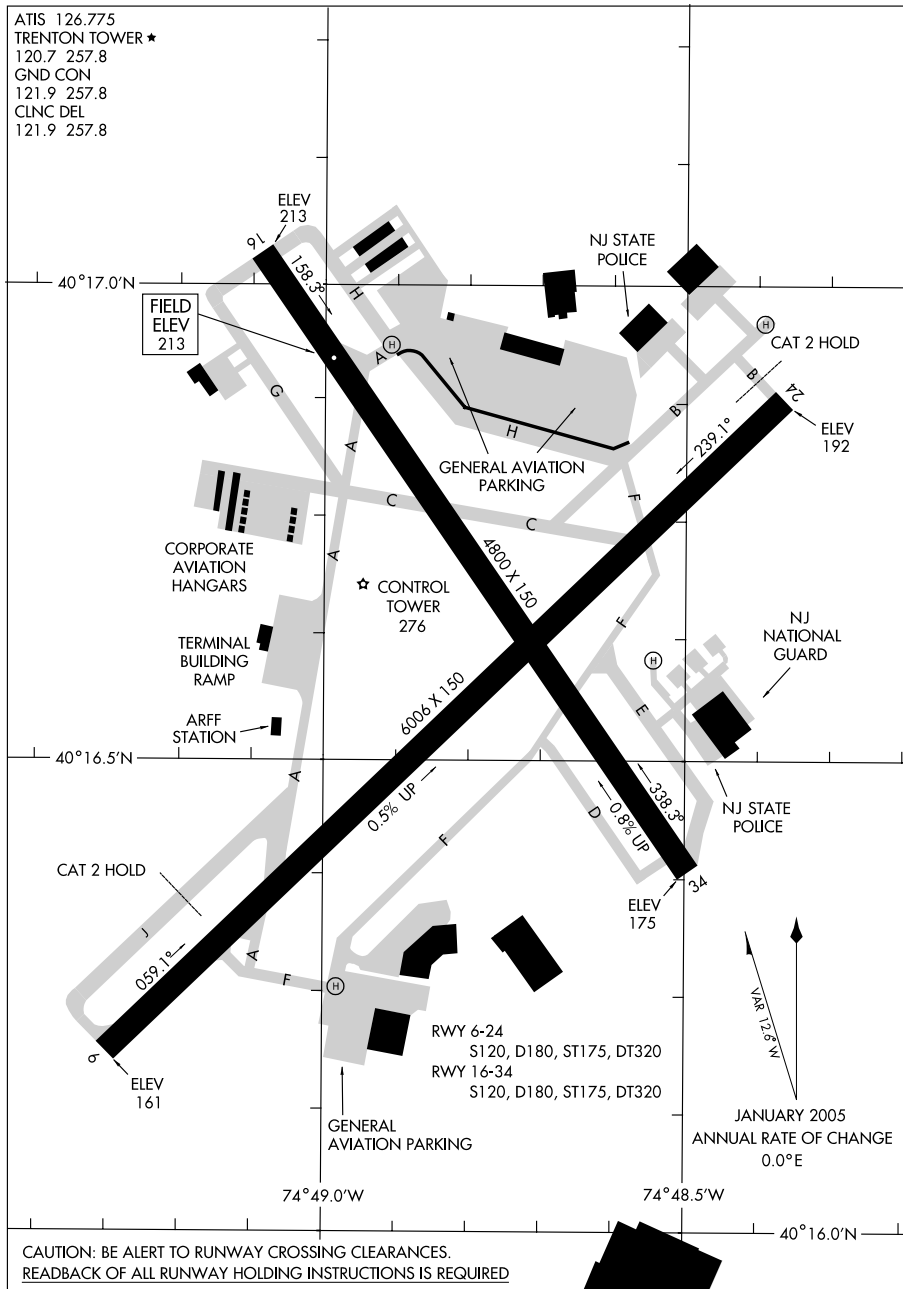 ATIS 126.775
TRENTON TOWER ★
120.7 257.8
GND CON
121.9 257.8
CLNC DEL
121.9 257.8
ELEV
213
16
158.3°
NJ STATE
POLICE
40°17.0'N
H
FIELD
ELEV
213
H
A
H
CAT 2 HOLD
B
24
G
B
ELEV
192
239.1°
A
H
GENERAL AVIATION
PARKING
F
C
C
4800 X 150
CORPORATE
AVIATION
HANGARS
A
CONTROL
TOWER
276
F
NJ
NATIONAL
GUARD
TERMINAL
BUILDING
RAMP
H
6006 X 150
E
ARFF
STATION
40°16.5'N
A
0.5% UP
338.3°
0.8% UP
D
NJ STATE
POLICE
F
CAT 2 HOLD
34
ELEV
175
J
059.1°
A
F
H
VAR 12.6° W
6
ELEV
161
RWY 6-24
S120, D180, ST175, DT320
RWY 16-34
S120, D180, ST175, DT320
GENERAL
AVIATION PARKING
JANUARY 2005
ANNUAL RATE OF CHANGE
0.0°E
74°49.0'W
74°48.5'W
40°16.0'N
CAUTION: BE ALERT TO RUNWAY CROSSING CLEARANCES.
READBACK OF ALL RUNWAY HOLDING INSTRUCTIONS IS REQUIRED